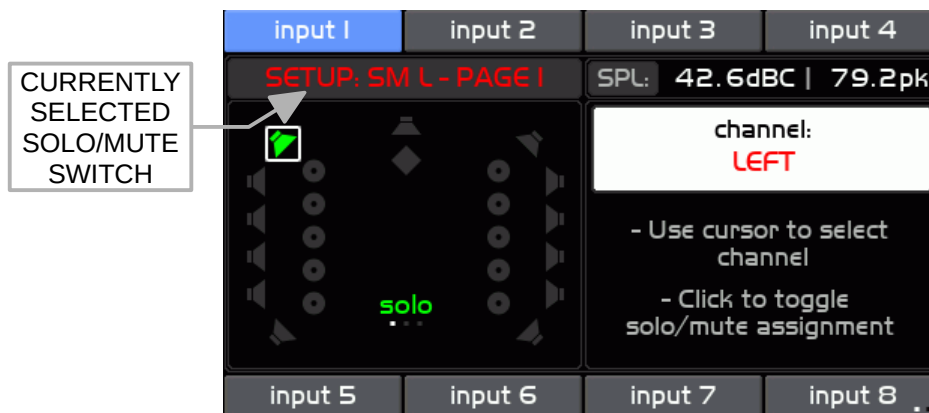 input 1
input 2
input 3
input 4
CURRENTLY
SELECTED
SOLO/MUTE
SWITCH
SETUP: SM L - PAGE 1
SPL: 42.6dBC | 79.2pk
channel:
LEFT
- Use cursor to select
channel
- Click to toggle
solo/mute assignment
solo
input 5
input 6
input 7
input 8